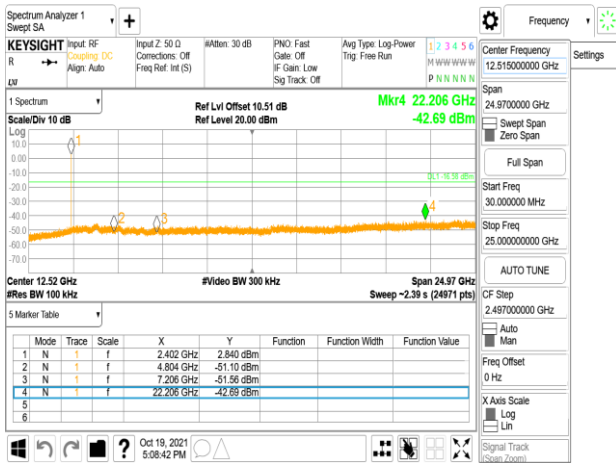 Spectrum Analyzer 1
Swept SA
Frequency
KEYSIGHT Input: RF Input Z: 50 Ω #Atten: 30 dB PNO: Fast Avg Type: Log-Power 1 2 3 4 5 6
R Coupling: DC Corrections: Off Gate: Off Trig: Free Run M W W W W W
Align: Auto Freq Ref: Int (S) IF Gain: Low
Sig Track: Off P N N N N N
LXI
1 Spectrum
Scale/Div 10 dB
Ref Lvl Offset 10.51 dB
Ref Level 20.00 dBm
Mkr4 22.206 GHz
-42.69 dBm
Log
10.0
0.00
-10.0
-20.0
-30.0
-40.0
-50.0
-60.0
-70.0
1
2
3
4
DL1 -16.50 dBm
Center 12.52 GHz #Video BW 300 kHz Span 24.97 GHz
#Res BW 100 kHz Sweep ~2.39 s (24971 pts)
5 Marker Table
Mode Trace Scale X Y Function Function Width Function Value
1 N 1 f 2.402 GHz 2.840 dBm
2 N 1 f 4.804 GHz -51.10 dBm
3 N 1 f 7.206 GHz -51.56 dBm
4 N 1 f 22.206 GHz -42.69 dBm
5
6
Oct 19, 2021
5:08:42 PM
?
Center Frequency
12.515000000 GHz
Settings
Span
24.9700000 GHz
Swept Span
Zero Span
Full Span
Start Freq
30.000000 MHz
Stop Freq
25.000000000 GHz
AUTO TUNE
CF Step
2.497000000 GHz
Auto
Man
Freq Offset
0 Hz
X Axis Scale
Log
Lin
Signal Track
(Span Zoom)